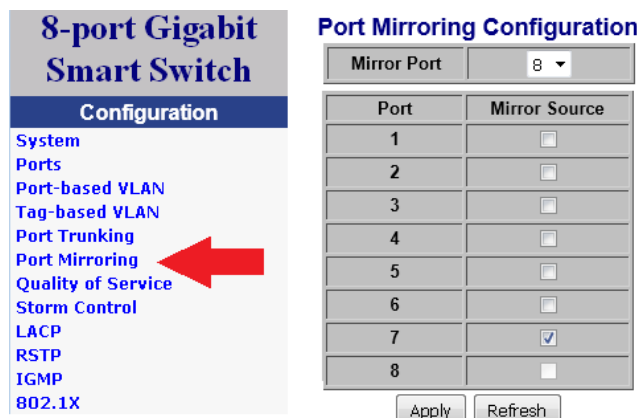 8-port Gigabit
Smart Switch
Configuration
System
Ports
Port-based VLAN
Tag-based VLAN
Port Trunking
Port Mirroring
Quality of Service
Storm Control
LACP
RSTP
IGMP
802.1X
Port Mirroring Configuration
Mirror Port 8
Port Mirror Source
1
2
3
4
5
6
7
8
Apply Refresh